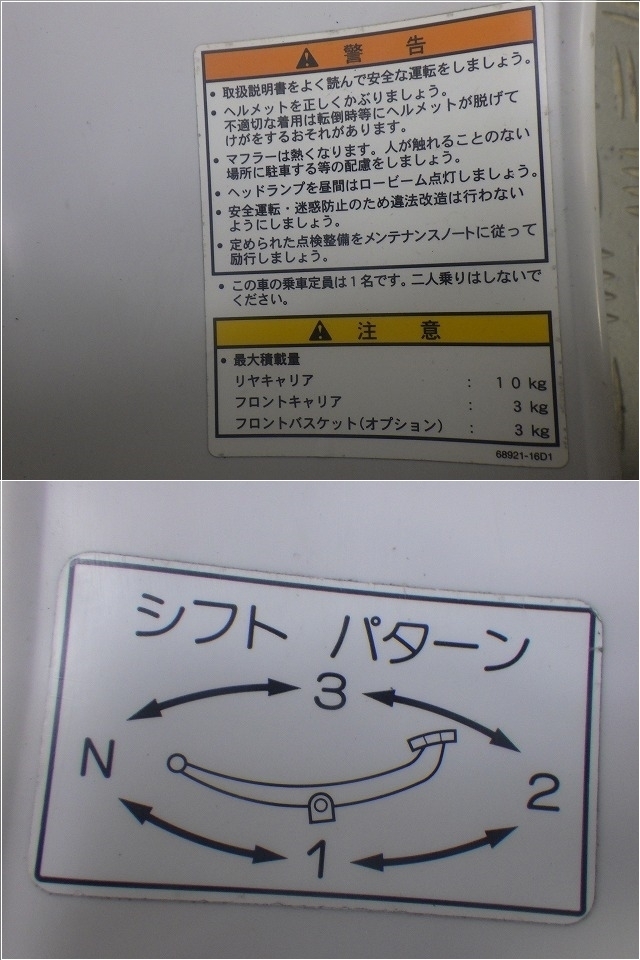 警告
• 取扱説明書をよく読んで安全な運転をしましょう。
• ヘルメットを正しくかぶりましょう。
不適切な着用は転倒時等にヘルメットが脱げて
けがをするおそれがあります。
• マフラーは熱くなります。人が触れることのない
場所に駐車する等の配慮をしましょう。
• ヘッドランプを昼間はロービーム点灯しましょう。
• 安全運転・迷惑防止のため違法改造は行わない
ようにしましょう。
• 定められた点検整備をメンテナンスノートに従って
励行しましょう。
• この車の乗車定員は1名です。二人乗りはしないで
ください。
注意
• 最大積載量
リヤキャリア : 10 kg
フロントキャリア : 3 kg
フロントバスケット(オプション) : 3 kg
68921-16D1
シフト パターン
3
N
2
1